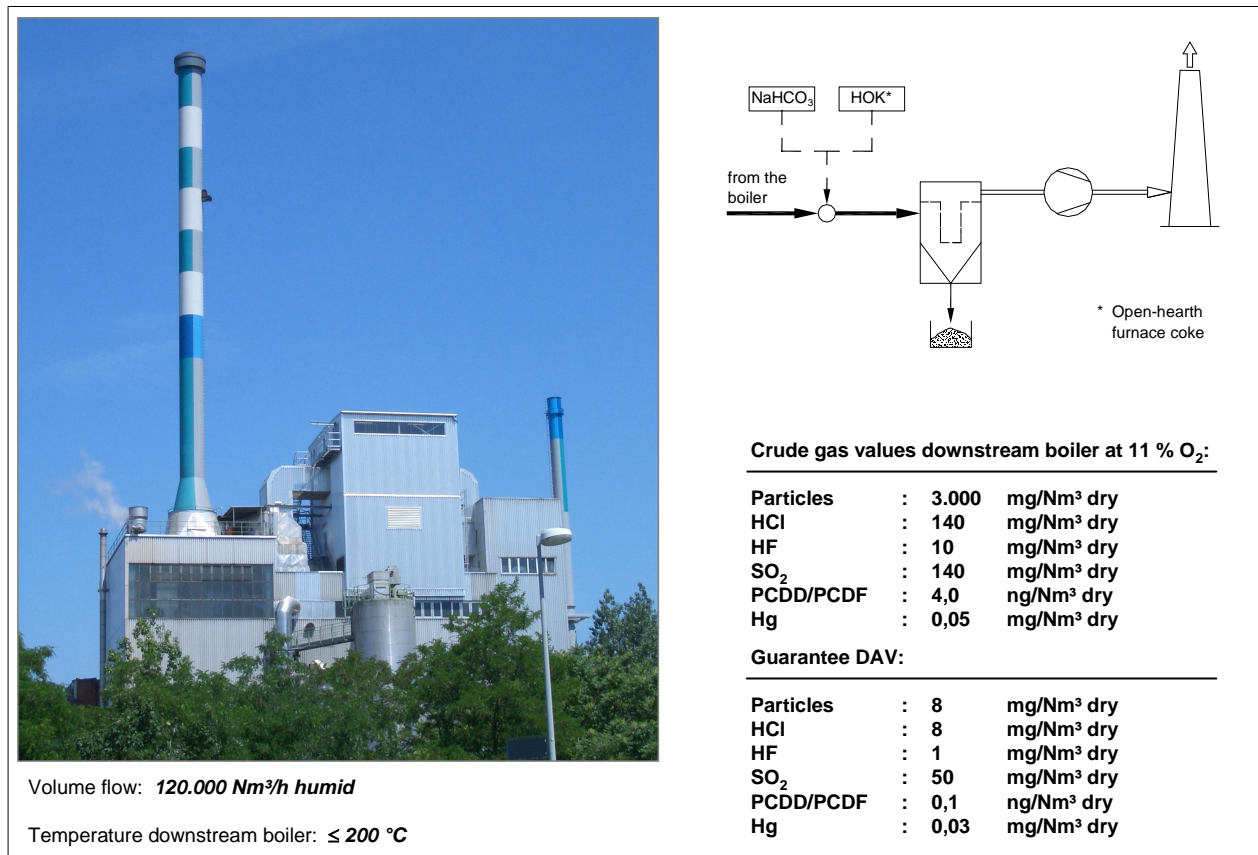 NaHCO₃
HOK*
from the
boiler
* Open-hearth
furnace coke
Crude gas values downstream boiler at 11 % O₂:
Particles : 3.000 mg/Nm³ dry
HCl : 140 mg/Nm³ dry
HF : 10 mg/Nm³ dry
SO₂ : 140 mg/Nm³ dry
PCDD/PCDF : 4,0 ng/Nm³ dry
Hg : 0,05 mg/Nm³ dry
Guarantee DAV:
Particles : 8 mg/Nm³ dry
HCl : 8 mg/Nm³ dry
HF : 1 mg/Nm³ dry
SO₂ : 50 mg/Nm³ dry
PCDD/PCDF : 0,1 ng/Nm³ dry
Hg : 0,03 mg/Nm³ dry
Volume flow: 120.000 Nm³/h humid
Temperature downstream boiler: ≤ 200 °C